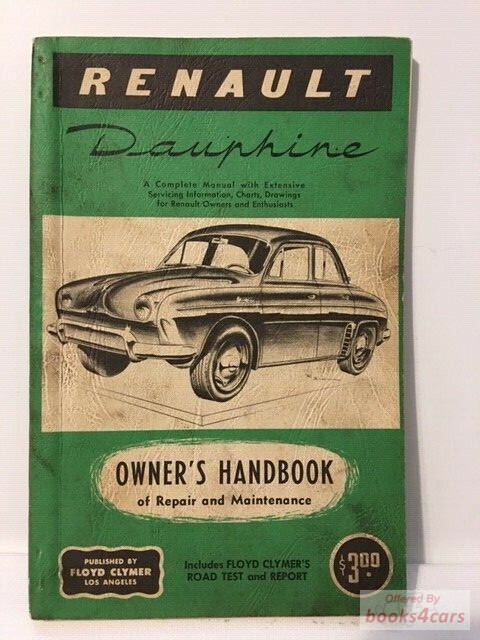 RENAULT
Dauphine
A Complete Manual with Extensive
Servicing Information, Charts, Drawings
for Renault Owners and Enthusiasts
OWNER'S HANDBOOK
of Repair and Maintenance
PUBLISHED BY
FLOYD CLYMER
LOS ANGELES
Includes FLOYD CLYMER'S
ROAD TEST and REPORT
$3.00
Offered By
books4cars